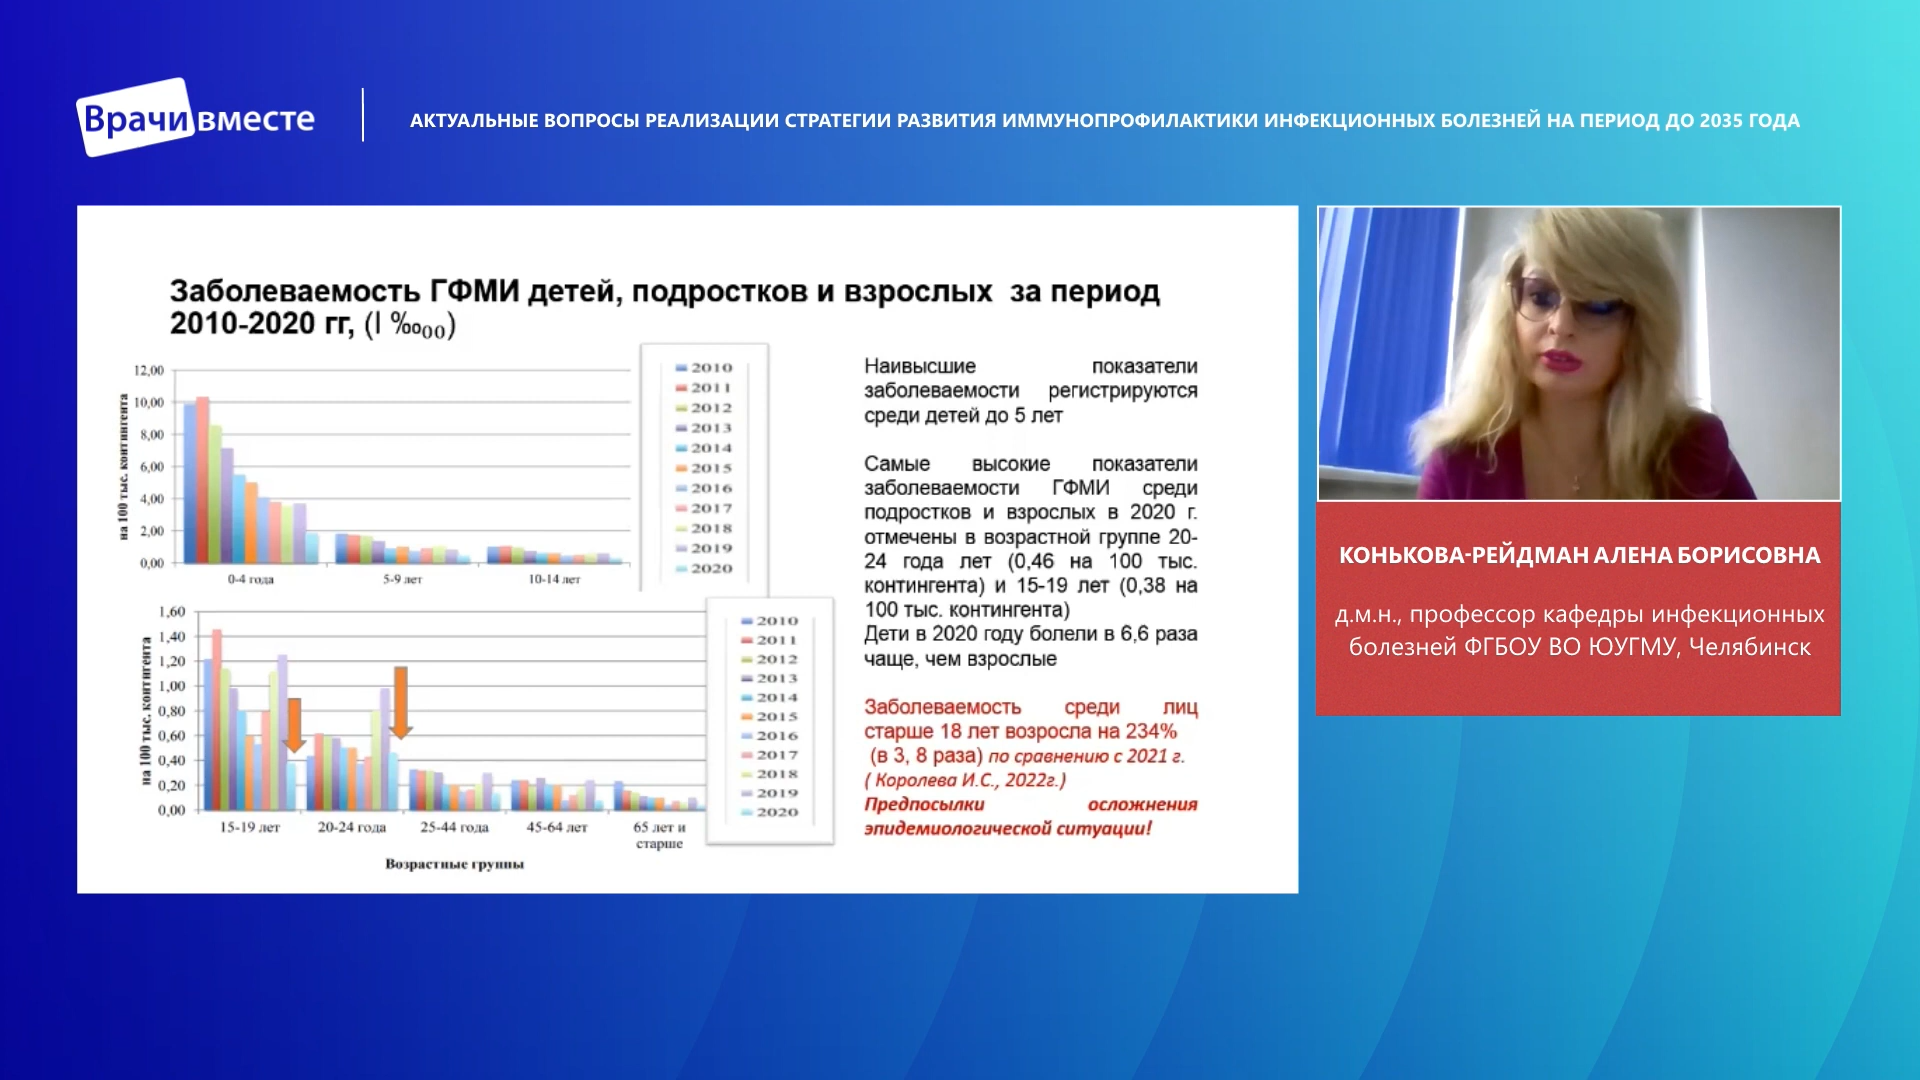 Врачи вместе
АКТУАЛЬНЫЕ ВОПРОСЫ РЕАЛИЗАЦИИ СТРАТЕГИИ РАЗВИТИЯ ИММУНОПРОФИЛАКТИКИ ИНФЕКЦИОННЫХ БОЛЕЗНЕЙ НА ПЕРИОД ДО 2035 ГОДА
Заболеваемость ГФМИ детей, подростков и взрослых за период
2010-2020 гг, (I ‰₀₀)
на 100 тыс. контингента
12,00
10,00
8,00
6,00
4,00
2,00
0,00
0-4 года
5-9 лет
10-14 лет
2010
2011
2012
2013
2014
2015
2016
2017
2018
2019
2020
на 100 тыс. контингента
1,60
1,40
1,20
1,00
0,80
0,60
0,40
0,20
0,00
15-19 лет
20-24 года
25-44 года
45-64 лет
65 лет и
старше
Возрастные группы
2010
2011
2012
2013
2014
2015
2016
2017
2018
2019
2020
Наивысшие показатели
заболеваемости регистрируются
среди детей до 5 лет
Самые высокие показатели
заболеваемости ГФМИ среди
подростков и взрослых в 2020 г.
отмечены в возрастной группе 20-
24 года лет (0,46 на 100 тыс.
контингента) и 15-19 лет (0,38 на
100 тыс. контингента)
Дети в 2020 году болели в 6,6 раза
чаще, чем взрослые
Заболеваемость среди лиц
старше 18 лет возросла на 234%
(в 3, 8 раза) по сравнению с 2021 г.
( Королева И.С., 2022г.)
Предпосылки осложнения
эпидемиологической ситуации!
КОНЬКОВА-РЕЙДМАН АЛЕНА БОРИСОВНА
д.м.н., профессор кафедры инфекционных
болезней ФГБОУ ВО ЮУГМУ, Челябинск